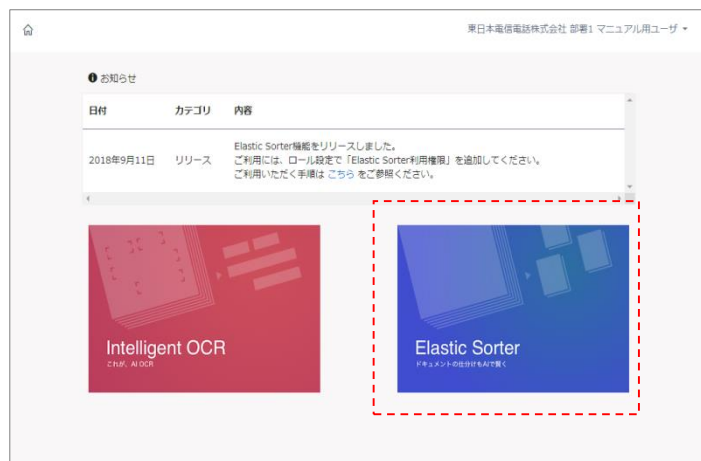 東日本電信電話株式会社 部署1 マニュアル用ユーザ
お知らせ
日付 カテゴリ 内容
Elastic Sorter機能をリリースしました。
2018年9月11日 リリース ご利用には、ロール設定で「Elastic Sorter利用権限」を追加してください。
ご利用いただく手順は こちら をご参照ください。
Intelligent OCR
これが、AI OCR
Elastic Sorter
ドキュメントの仕分けもAIで賢く